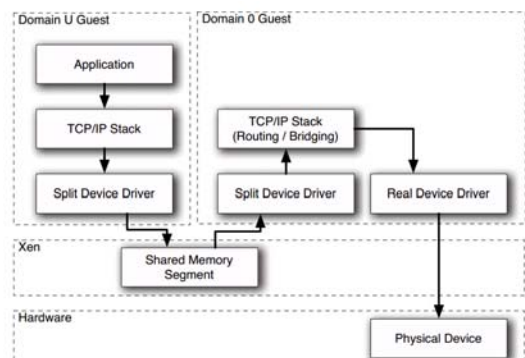 Domain U Guest
Application
TCP/IP Stack
Split Device Driver
Domain 0 Guest
TCP/IP Stack
(Routing / Bridging)
Split Device Driver
Real Device Driver
Xen
Shared Memory
Segment
Hardware
Physical Device